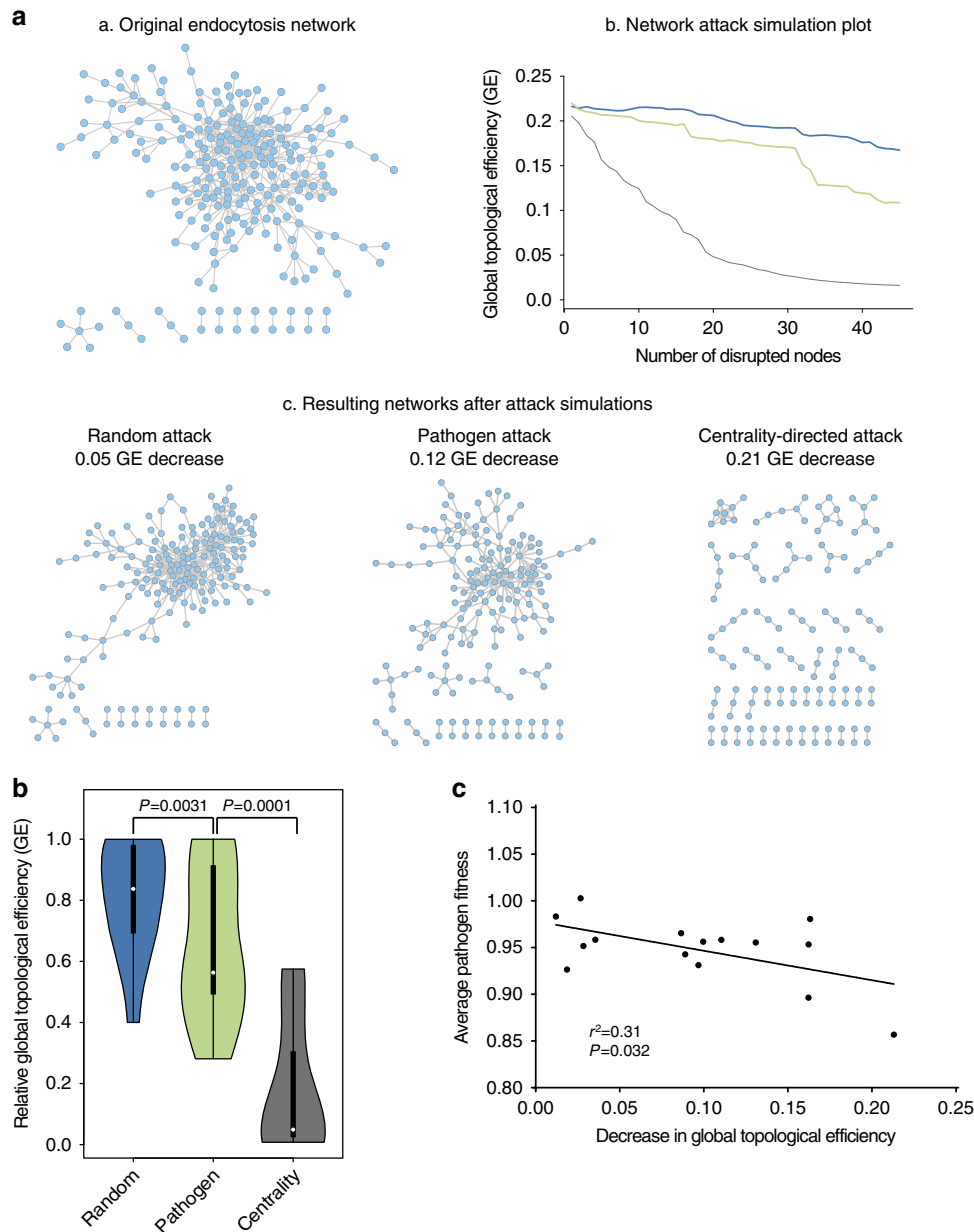 a
a. Original endocytosis network
b. Network attack simulation plot
Global topological efficiency (GE)
0.25
0.2
0.15
0.1
0.05
0.0
0
10
20
30
40
Number of disrupted nodes
c. Resulting networks after attack simulations
Random attack
0.05 GE decrease
Pathogen attack
0.12 GE decrease
Centrality-directed attack
0.21 GE decrease
b
Relative global topological efficiency (GE)
1.0
0.8
0.6
0.4
0.2
0.0
P=0.0031
P=0.0001
Random
Pathogen
Centrality
c
Average pathogen fitness
1.10
1.05
1.00
0.95
0.90
0.85
0.80
r²=0.31
P=0.032
0.00
0.05
0.10
0.15
0.20
0.25
Decrease in global topological efficiency